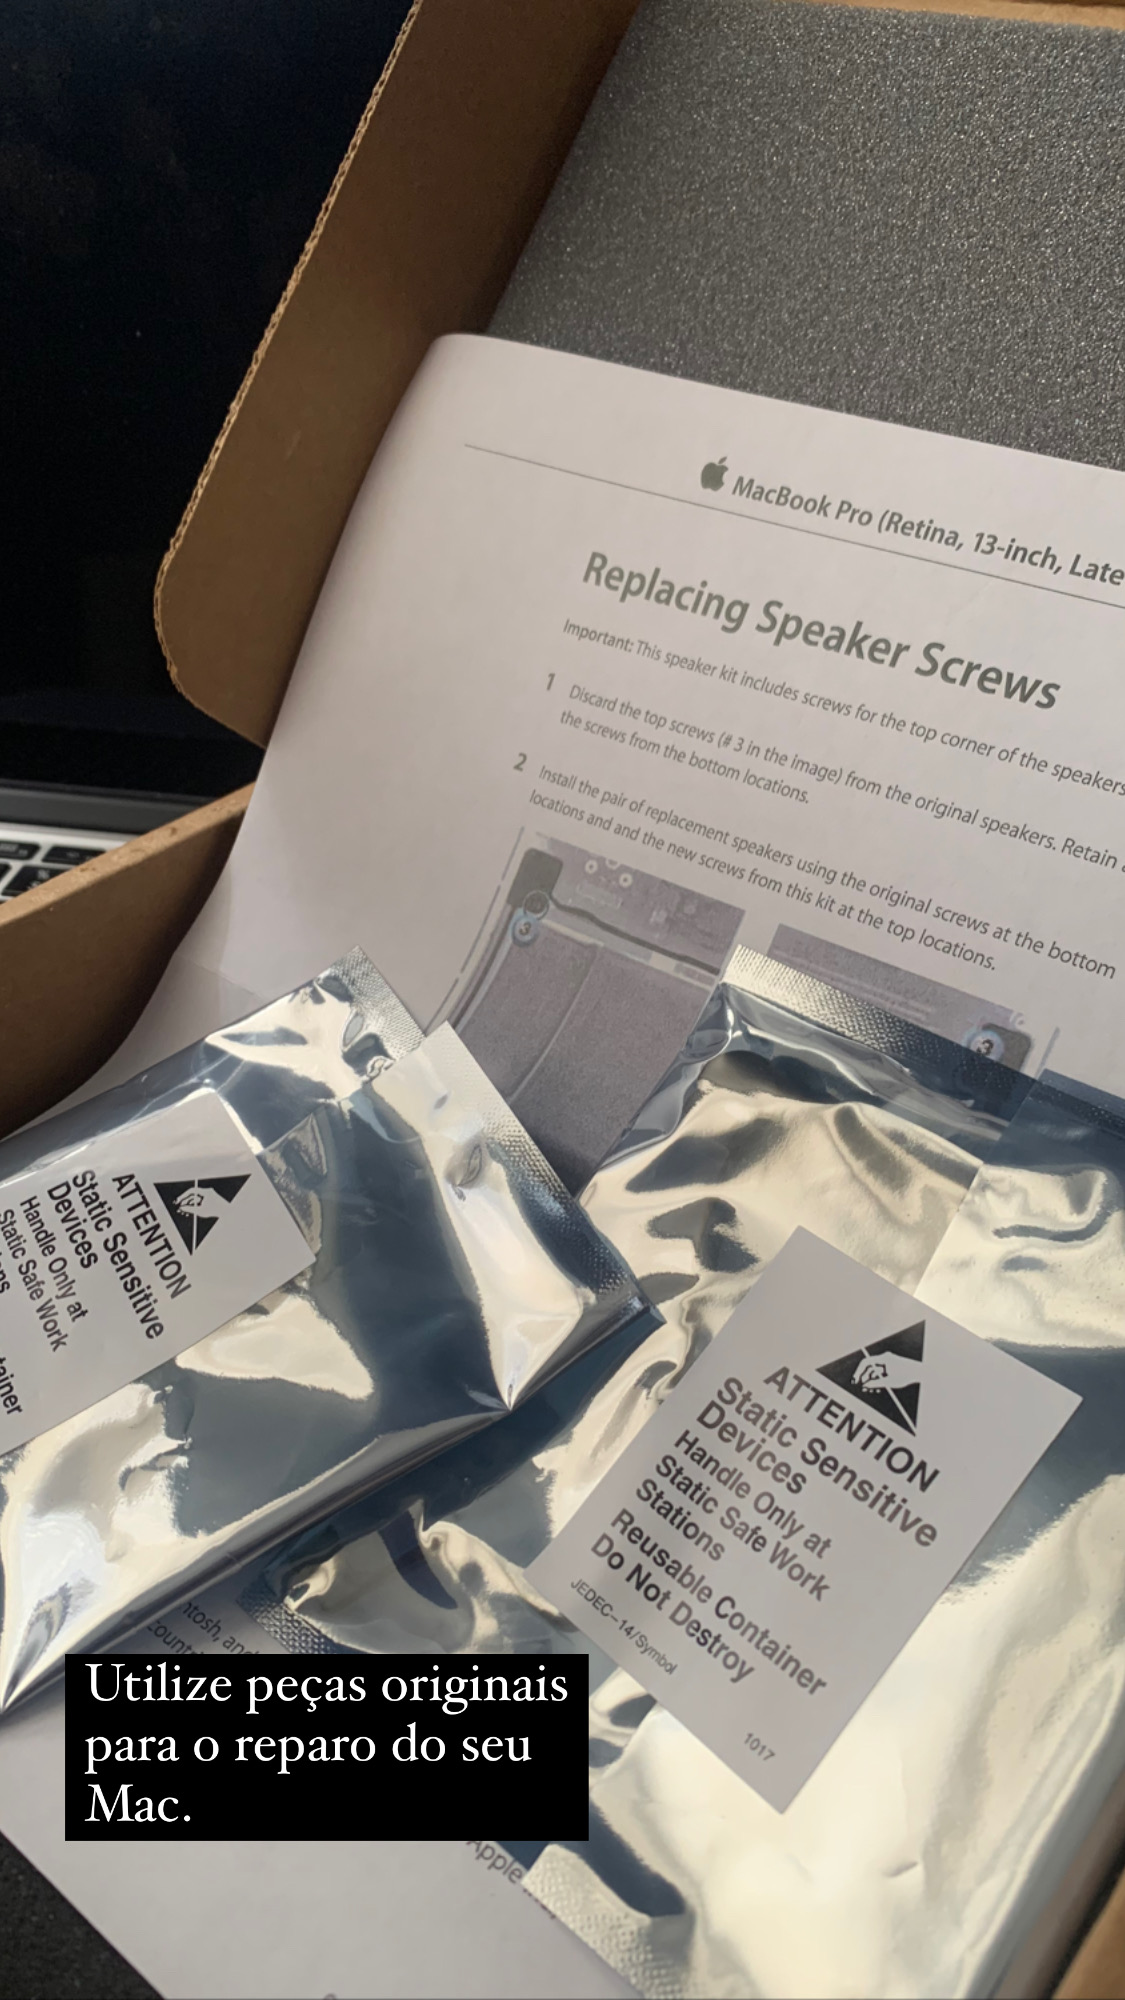 MacBook Pro (Retina, 13-inch, Late
Replacing Speaker Screws
Important: This speaker kit includes screws for the top corner of the speakers
1 Discard the top screws (# 3 in the image) from the original speakers. Retain
the screws from the bottom locations.
2 Install the pair of replacement speakers using the original screws at the bottom
locations and and the new screws from this kit at the top locations.
3
3
ATTENTION
Static Sensitive
Devices
Handle Only at
Static Safe Work
ATTENTION
Static Sensitive
Devices
Handle Only at
Static Safe Work
Stations
Reusable Container
Do Not Destroy
JEDEC-14/Symbol
1017
Utilize peças originais
para o reparo do seu
Mac.
Apple